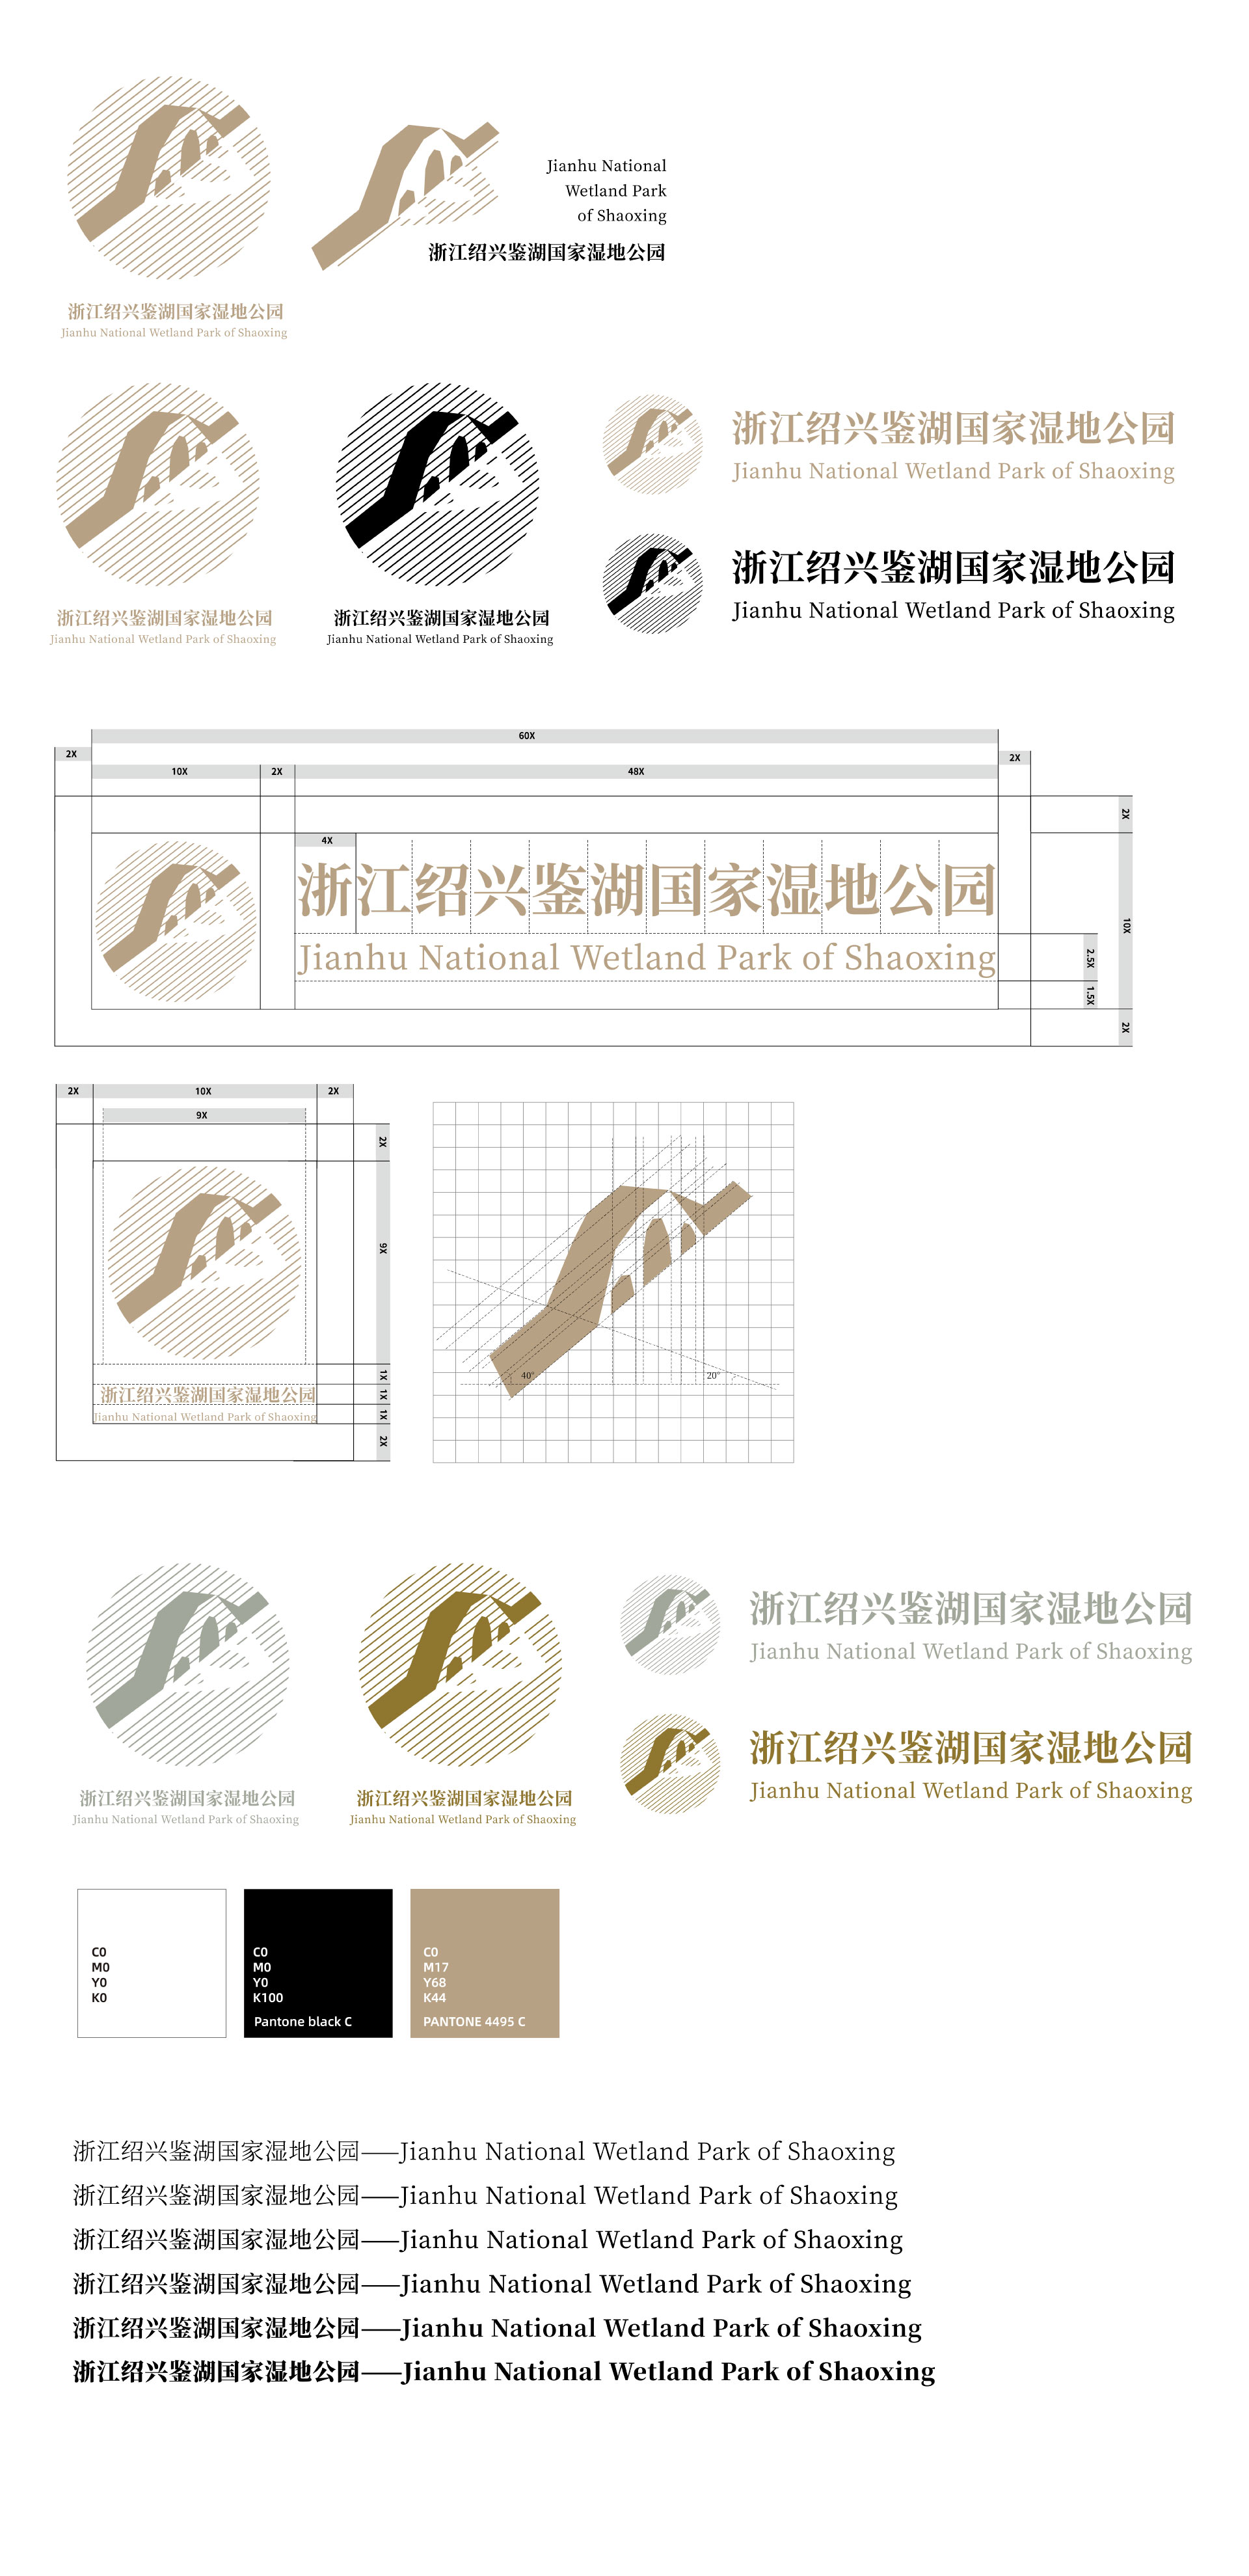 Jianhu National
Wetland Park
of Shaoxing
浙江绍兴鉴湖国家湿地公园
浙江绍兴鉴湖国家湿地公园
Jianhu National Wetland Park of Shaoxing
浙江绍兴鉴湖国家湿地公园
Jianhu National Wetland Park of Shaoxing
浙江绍兴鉴湖国家湿地公园
Jianhu National Wetland Park of Shaoxing
浙江绍兴鉴湖国家湿地公园
Jianhu National Wetland Park of Shaoxing
浙江绍兴鉴湖国家湿地公园
Jianhu National Wetland Park of Shaoxing
60X
2X
2X
10X
2X
48X
2X
4X
浙江绍兴鉴湖国家湿地公园
10X
Jianhu National Wetland Park of Shaoxing
2.5X
1.5X
2X
2X
10X
2X
9X
2X
9X
1X
浙江绍兴鉴湖国家湿地公园
1X
Jianhu National Wetland Park of Shaoxing
1X
2X
40°
20°
浙江绍兴鉴湖国家湿地公园
Jianhu National Wetland Park of Shaoxing
浙江绍兴鉴湖国家湿地公园
Jianhu National Wetland Park of Shaoxing
浙江绍兴鉴湖国家湿地公园
Jianhu National Wetland Park of Shaoxing
浙江绍兴鉴湖国家湿地公园
Jianhu National Wetland Park of Shaoxing
C0
M0
Y0
K0
C0
M0
Y0
K100
Pantone black C
C0
M17
Y68
K44
PANTONE 4495 C
浙江绍兴鉴湖国家湿地公园——Jianhu National Wetland Park of Shaoxing
浙江绍兴鉴湖国家湿地公园——Jianhu National Wetland Park of Shaoxing
浙江绍兴鉴湖国家湿地公园——Jianhu National Wetland Park of Shaoxing
浙江绍兴鉴湖国家湿地公园——Jianhu National Wetland Park of Shaoxing
浙江绍兴鉴湖国家湿地公园——Jianhu National Wetland Park of Shaoxing
浙江绍兴鉴湖国家湿地公园——Jianhu National Wetland Park of Shaoxing